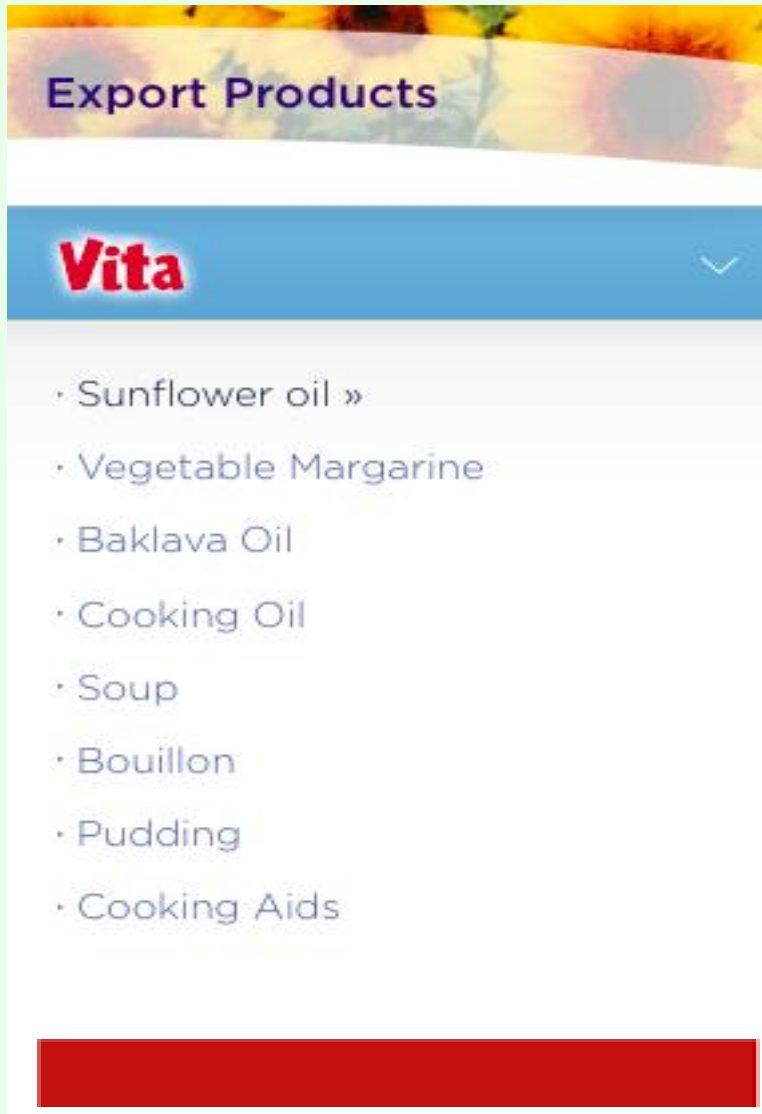 Export Products
Vita
· Sunflower oil »
· Vegetable Margarine
· Baklava Oil
· Cooking Oil
· Soup
· Bouillon
· Pudding
· Cooking Aids